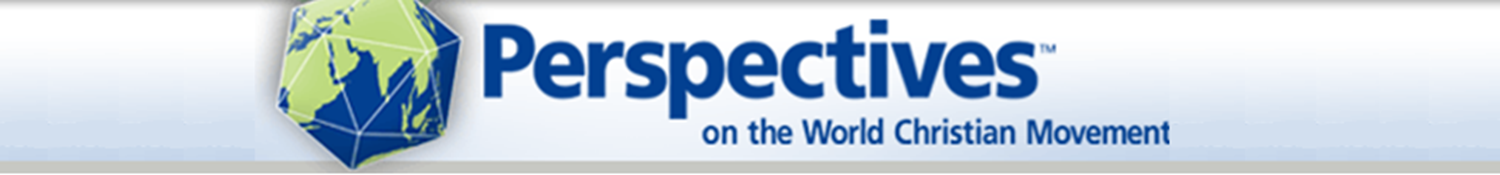 Perspectives™
on the World Christian Movement